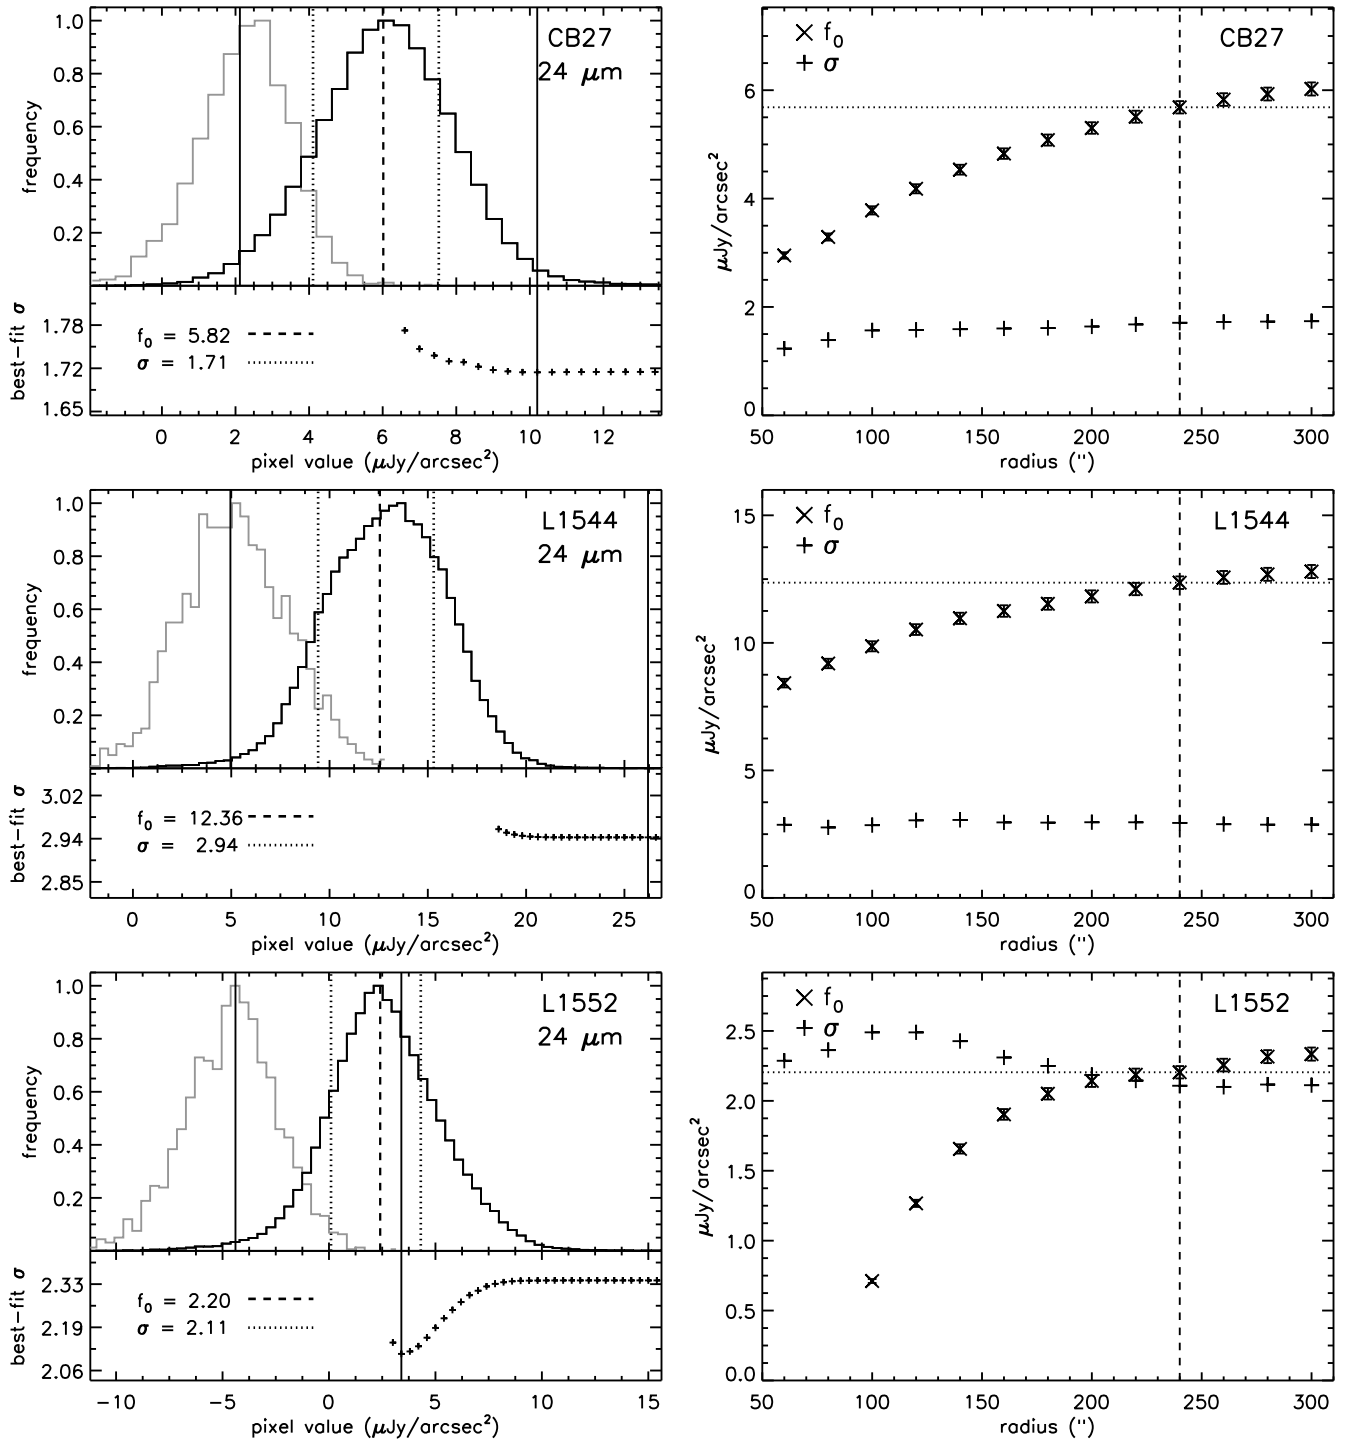 CB27
24 μm
frequency
1.0
0.8
0.6
0.4
0.2
best-fit σ
1.78
1.72
1.65
f₀ = 5.82
σ = 1.71
0 2 4 6 8 10 12
pixel value (μJy/arcsec²)
× f₀
+ σ
CB27
μJy/arcsec²
6
4
2
0
50 100 150 200 250 300
radius (")
L1544
24 μm
frequency
1.0
0.8
0.6
0.4
0.2
best-fit σ
3.02
2.94
2.85
f₀ = 12.36
σ = 2.94
0 5 10 15 20 25
pixel value (μJy/arcsec²)
× f₀
+ σ
L1544
μJy/arcsec²
15
10
5
0
50 100 150 200 250 300
radius (")
L1552
24 μm
frequency
1.0
0.8
0.6
0.4
0.2
best-fit σ
2.33
2.19
2.06
f₀ = 2.20
σ = 2.11
−10 −5 0 5 10 15
pixel value (μJy/arcsec²)
× f₀
+ σ
L1552
μJy/arcsec²
2.5
2.0
1.5
1.0
0.5
0.0
50 100 150 200 250 300
radius (")